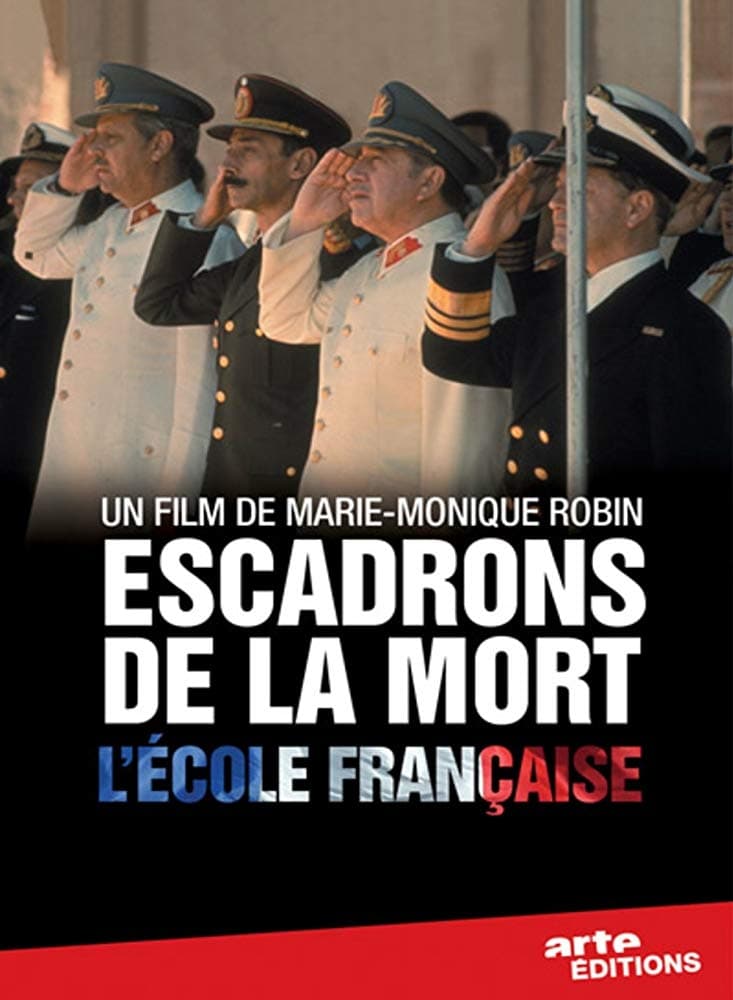 UN FILM DE MARIE-MONIQUE ROBIN
ESCADRONS
DE LA MORT
L'ÉCOLE FRANÇAISE
arte
ÉDITIONS